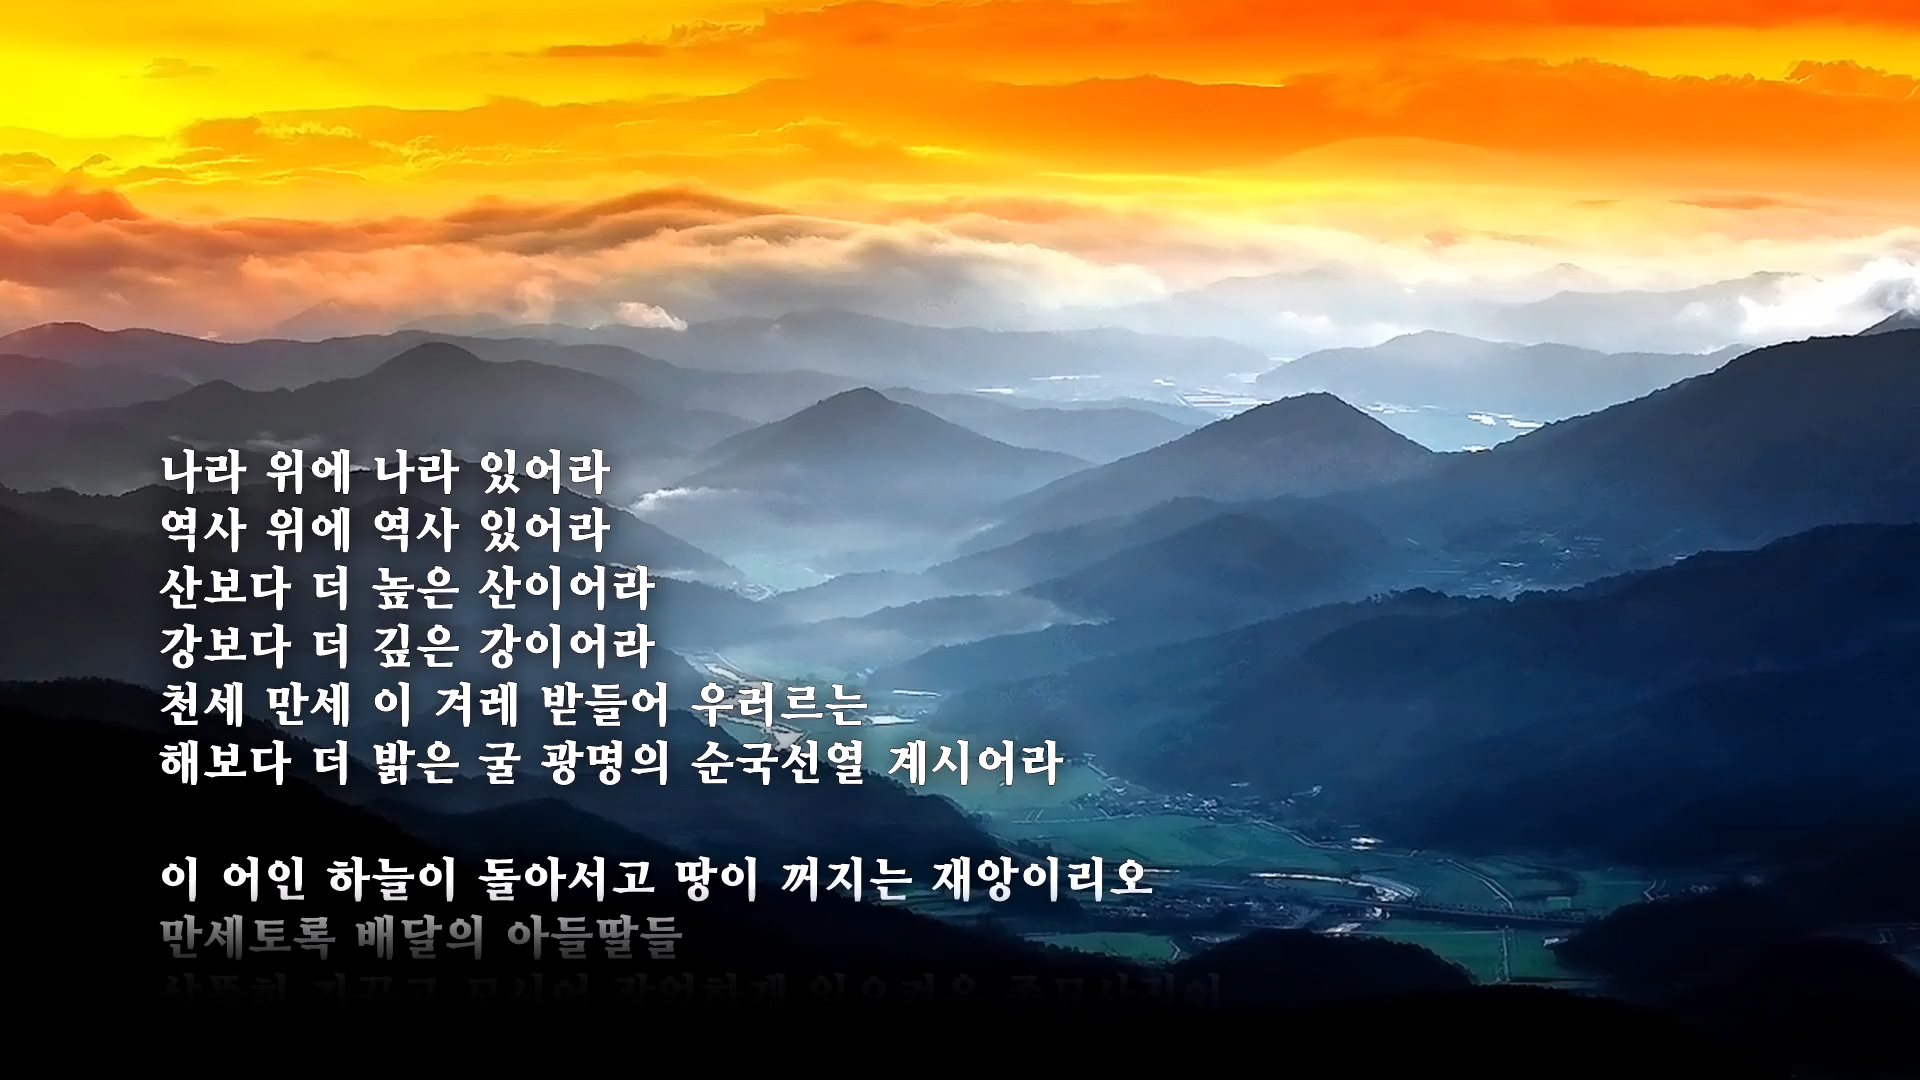 나라 위에 나라 있어라
역사 위에 역사 있어라
산보다 더 높은 산이어라
강보다 더 깊은 강이어라
천세 만세 이 겨레 받들어 우러르는
해보다 더 밝은 굴 광명의 순국선열 계시어라
이 어인 하늘이 돌아서고 땅이 꺼지는 재앙이리오
만세토록 배달의 아들딸들